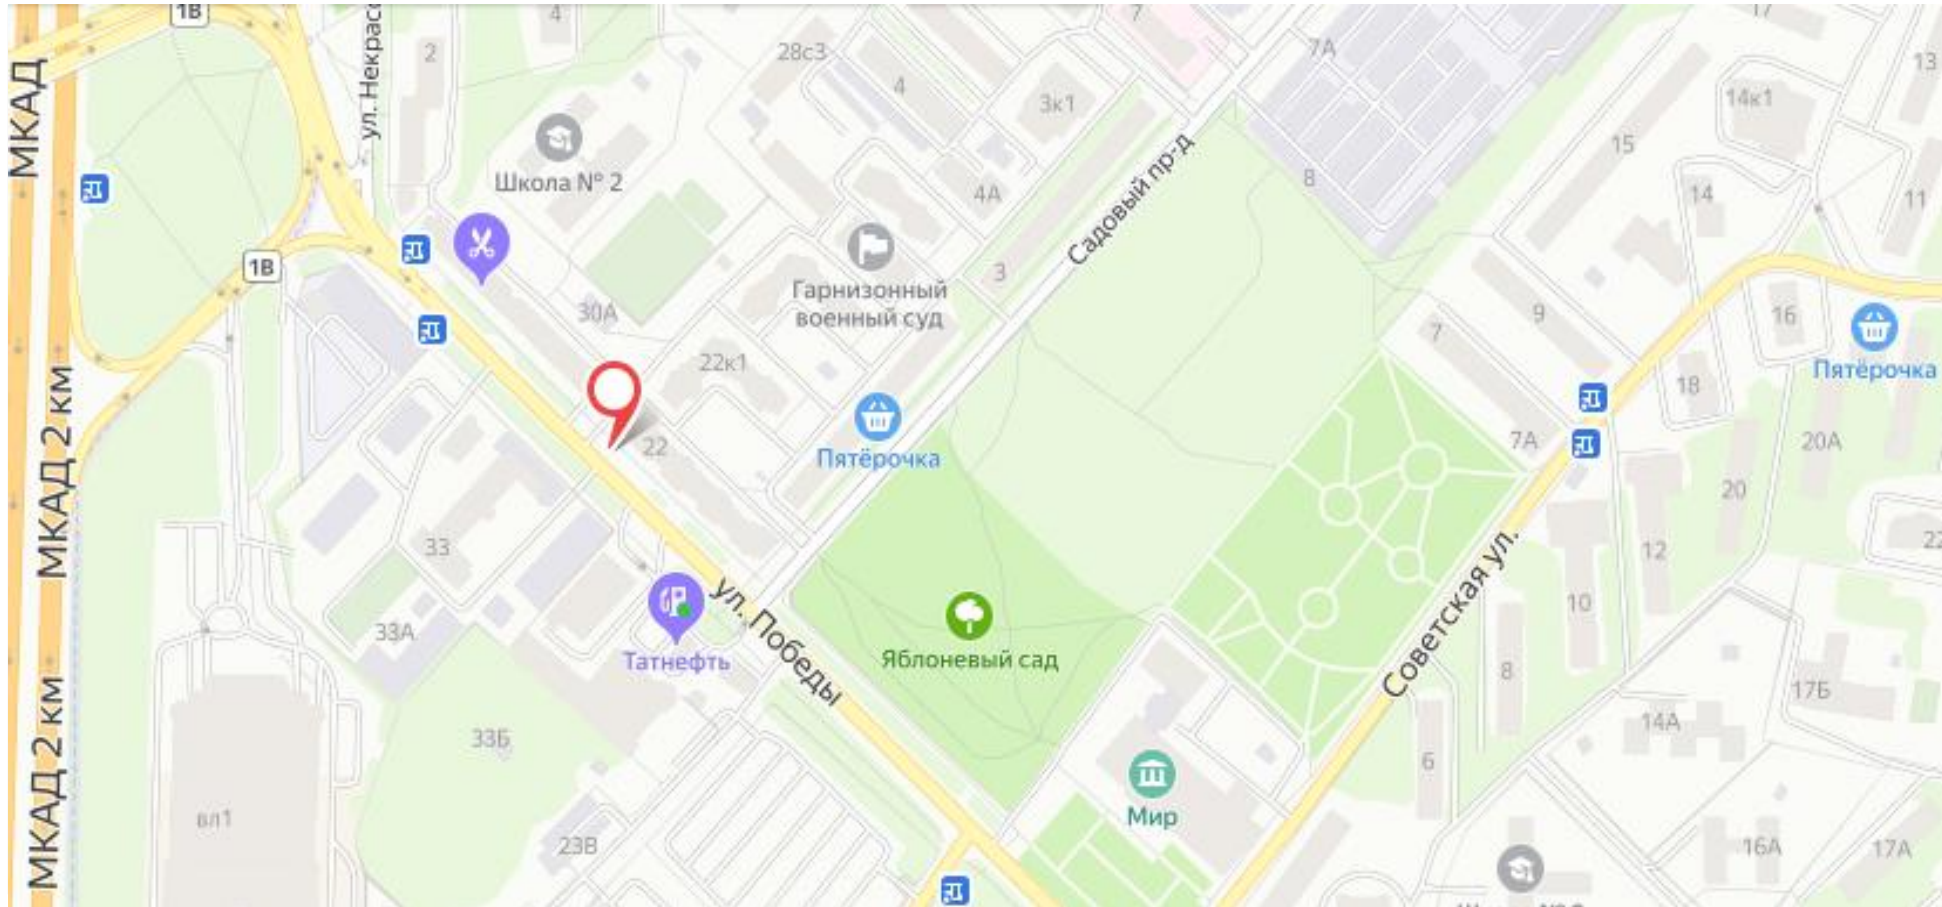 1В
4
7
17
ул. Некрасо
2
28с3
7А
13
МКАД
4
3к1
14к1
15
Школа № 2
4А
Садовый пр-д
8
14
11
1В
Гарнизонный
военный суд
3
30А
9
16
7
22к1
Пятёрочка
18
МКАД 2 км
22
Пятёрочка
7А
20А
20
33
12
22
ул. Победы
Советская ул.
10
33А
Татнефть
Яблоневый сад
8
17Б
МКАД 2 км
33Б
14А
6
вл1
Мир
23В
16А
17А